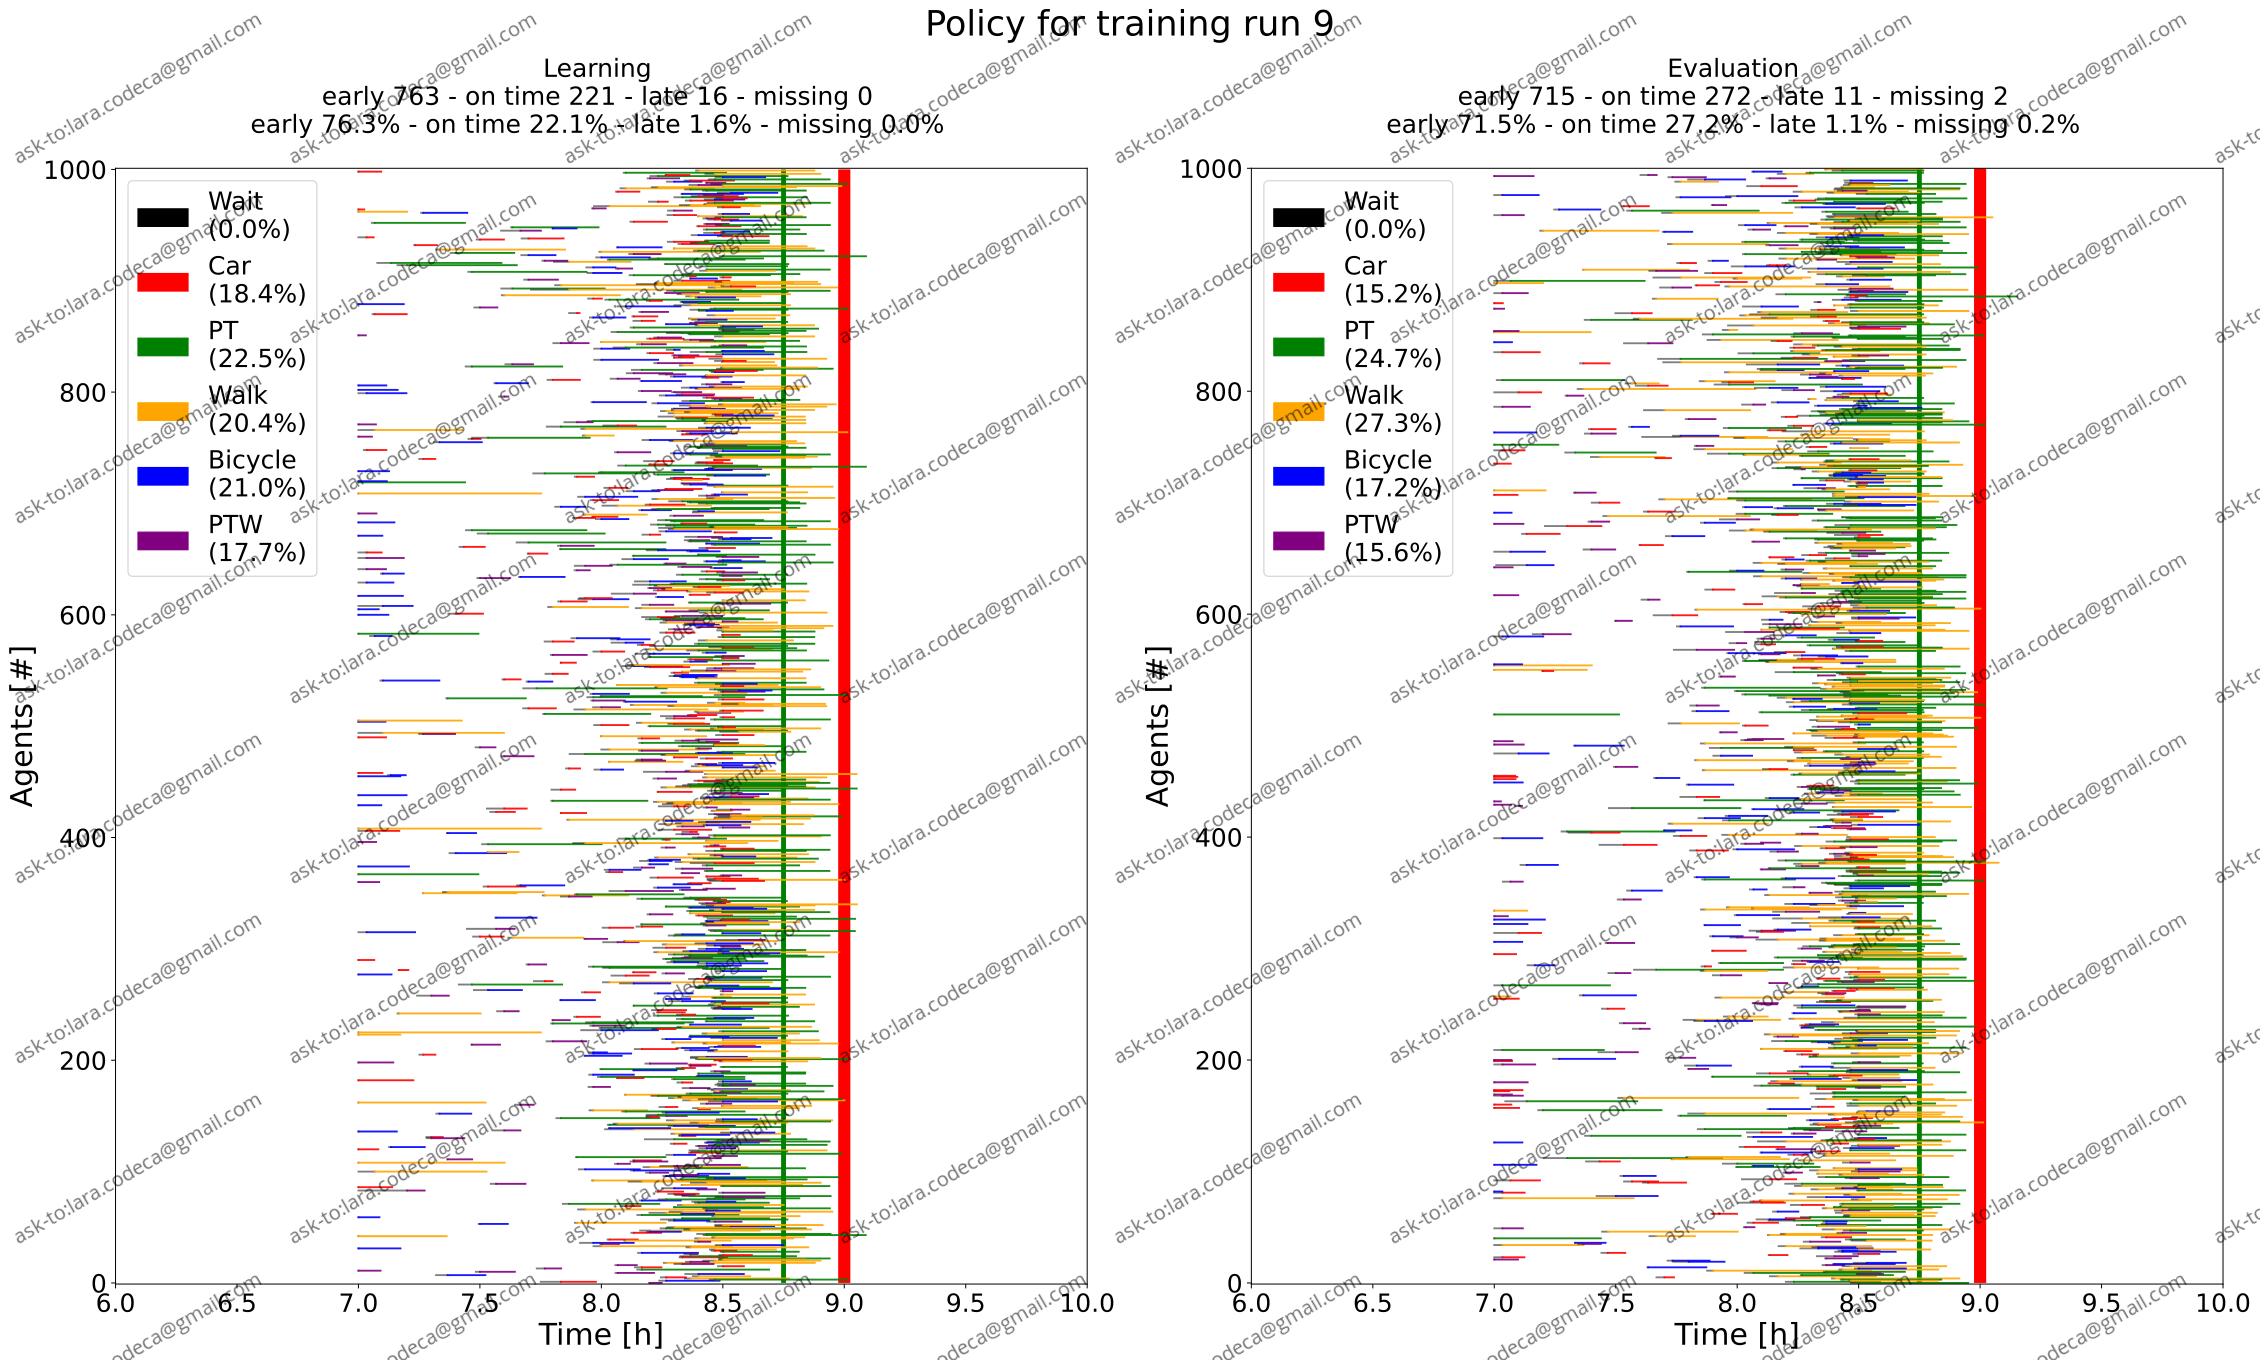 Policy for training run 9
Learning
early 763 - on time 221 - late 16 - missing 0
early 76.3% - on time 22.1% - late 1.6% - missing 0.0%
1000
800
600
400
200
0
Agents [#]
Wait
(0.0%)
Car
(18.4%)
PT
(22.5%)
Walk
(20.4%)
Bicycle
(21.0%)
PTW
(17.7%)
6.0 6.5 7.0 7.5 8.0 8.5 9.0 9.5 10.0
Time [h]
Evaluation
early 715 - on time 272 - late 11 - missing 2
early 71.5% - on time 27.2% - late 1.1% - missing 0.2%
1000
800
600
400
200
0
Agents [#]
Wait
(0.0%)
Car
(15.2%)
PT
(24.7%)
Walk
(27.3%)
Bicycle
(17.2%)
PTW
(15.6%)
6.0 6.5 7.0 7.5 8.0 8.5 9.0 9.5 10.0
Time [h]
ask-to:lara.codeca@gmail.com